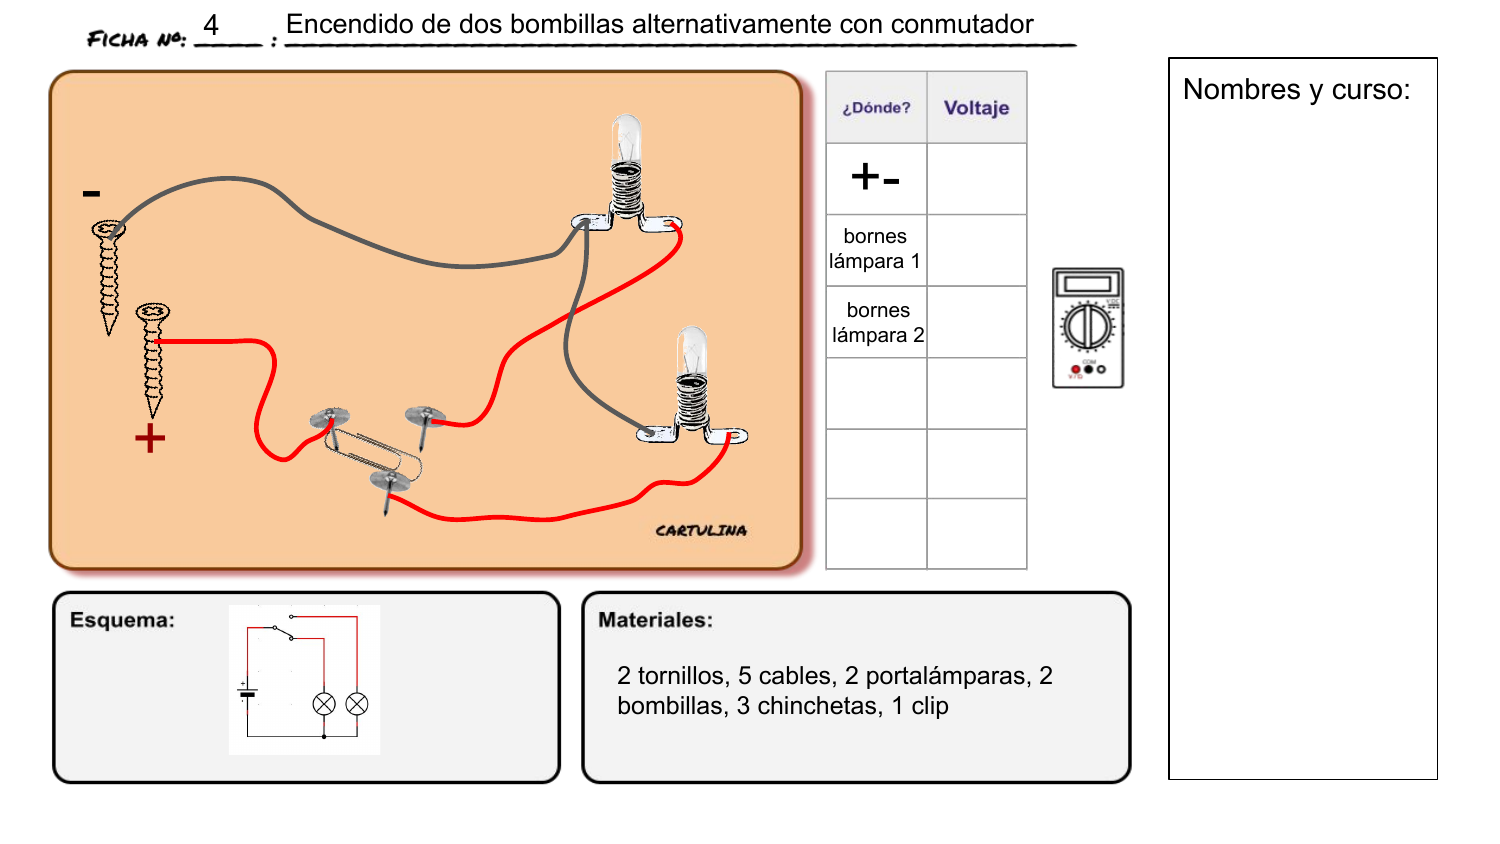 Ficha nº: 4 : Encendido de dos bombillas alternativamente con conmutador
-
+
CARTULINA
¿Dónde? Voltaje
+-
bornes
lámpara 1
bornes
lámpara 2
Nombres y curso:
Esquema:
Materiales:
2 tornillos, 5 cables, 2 portalámparas, 2
bombillas, 3 chinchetas, 1 clip